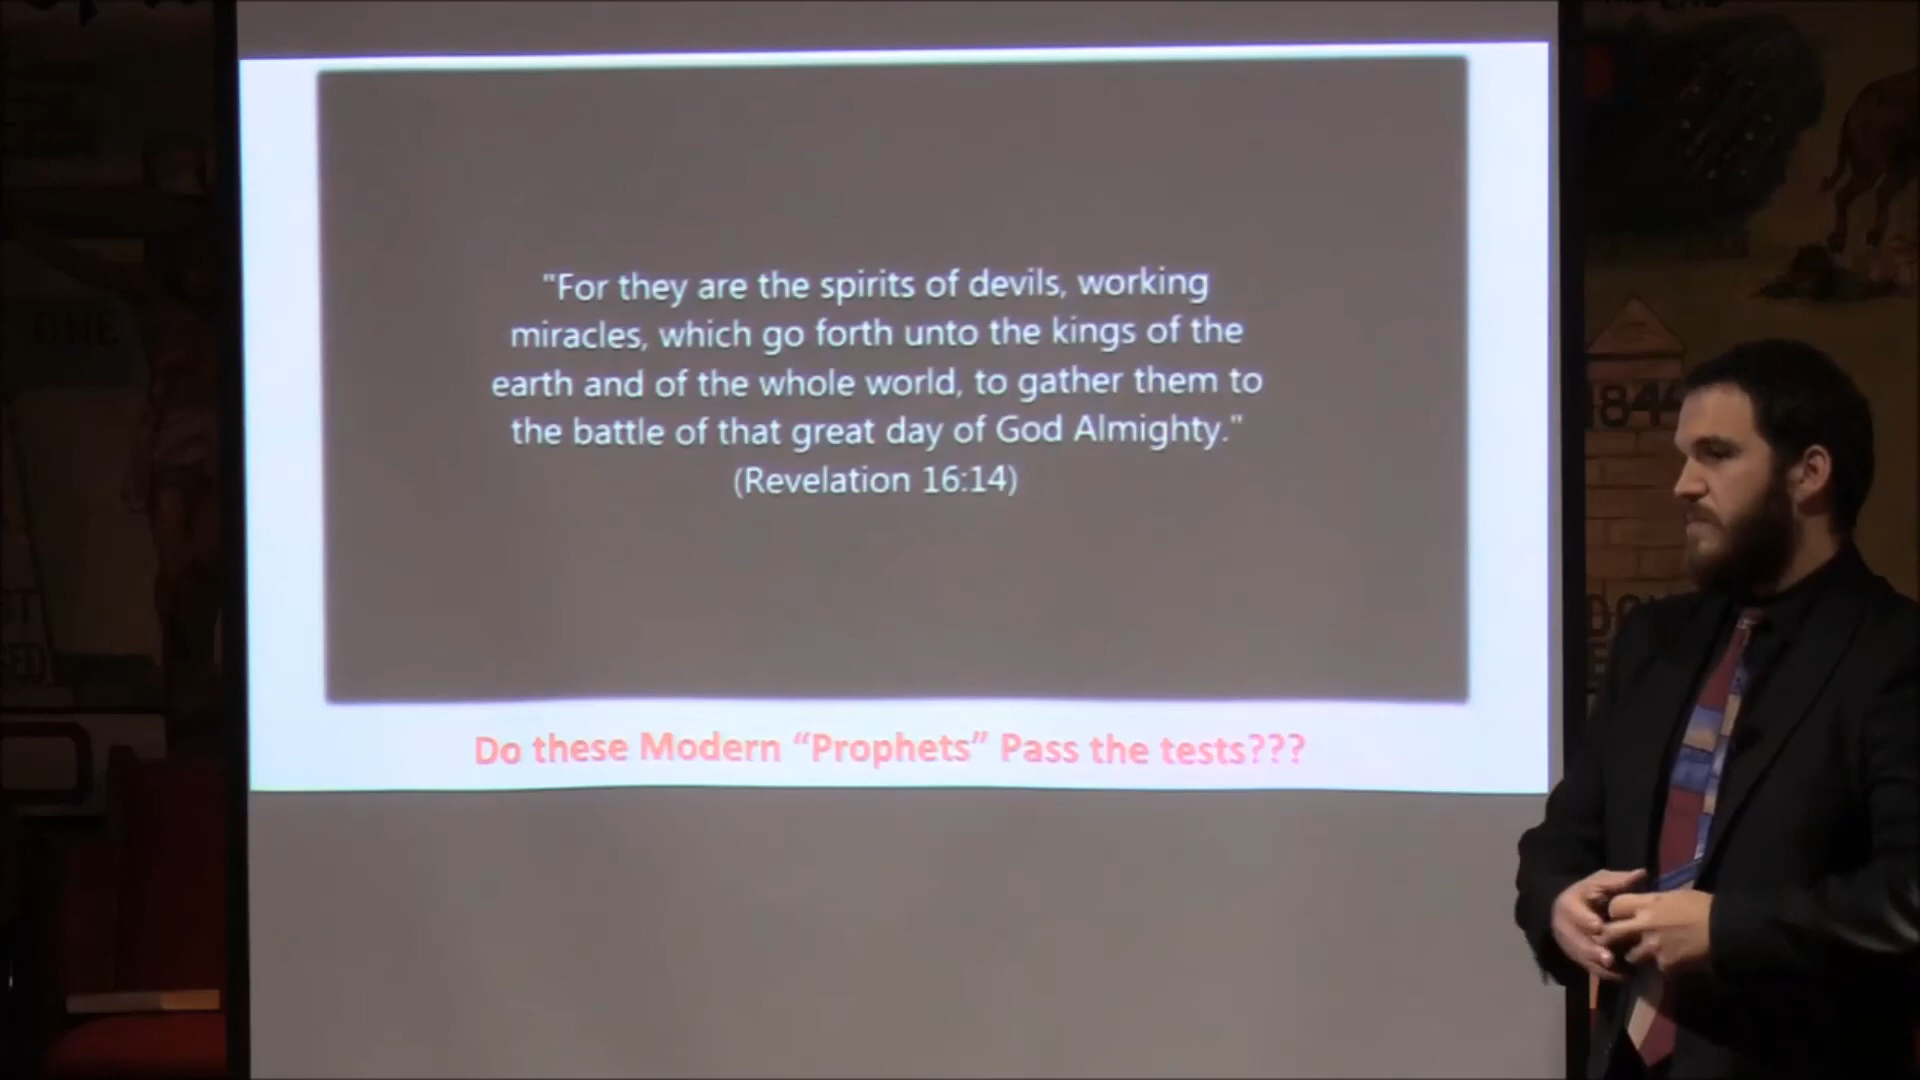 "For they are the spirits of devils, working
miracles, which go forth unto the kings of the
earth and of the whole world, to gather them to
the battle of that great day of God Almighty."
(Revelation 16:14)
Do these Modern “Prophets” Pass the tests???
DUE
1844